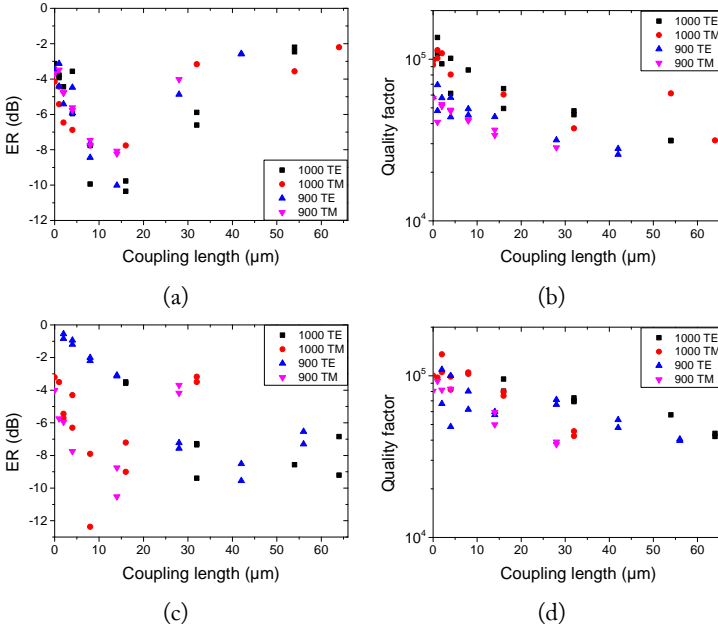 0
-2
-4
-6
-8
-10
-12
ER (dB)
0 10 20 30 40 50 60
Coupling length (µm)
1000 TE
1000 TM
900 TE
900 TM
(a)
10⁵
10⁴
Quality factor
0 10 20 30 40 50 60
Coupling length (µm)
1000 TE
1000 TM
900 TE
900 TM
(b)
0
-2
-4
-6
-8
-10
-12
ER (dB)
0 10 20 30 40 50 60
Coupling length (µm)
1000 TE
1000 TM
900 TE
900 TM
(c)
10⁵
10⁴
Quality factor
0 10 20 30 40 50 60
Coupling length (µm)
1000 TE
1000 TM
900 TE
900 TM
(d)